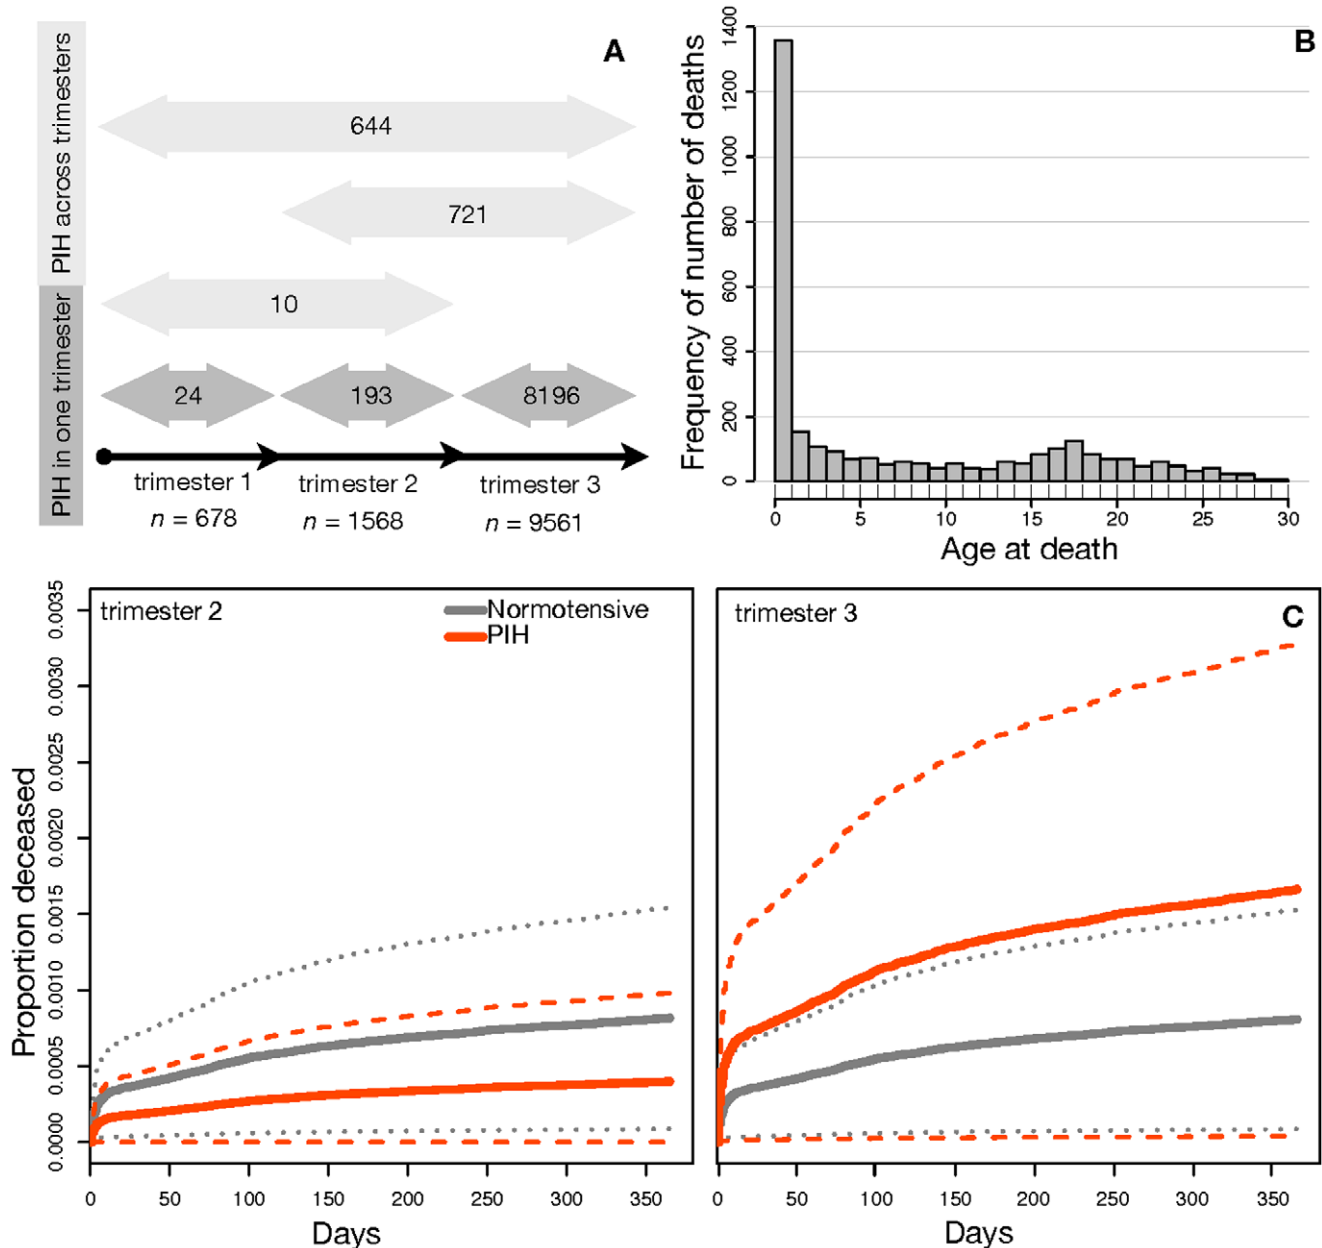 A
PIH across trimesters
PIH in one trimester
644
721
10
24 193 8196
trimester 1 trimester 2 trimester 3
n = 678 n = 1568 n = 9561
B
Frequency of number of deaths
1400
1200
1000
800
600
400
200
0
0 5 10 15 20 25 30
Age at death
Proportion deceased
0.0035
0.0030
0.0025
0.0020
0.0015
0.0010
0.0005
0.0000
trimester 2
Normotensive
PIH
0 50 100 150 200 250 300 350
Days
trimester 3
C
0 50 100 150 200 250 300 350
Days